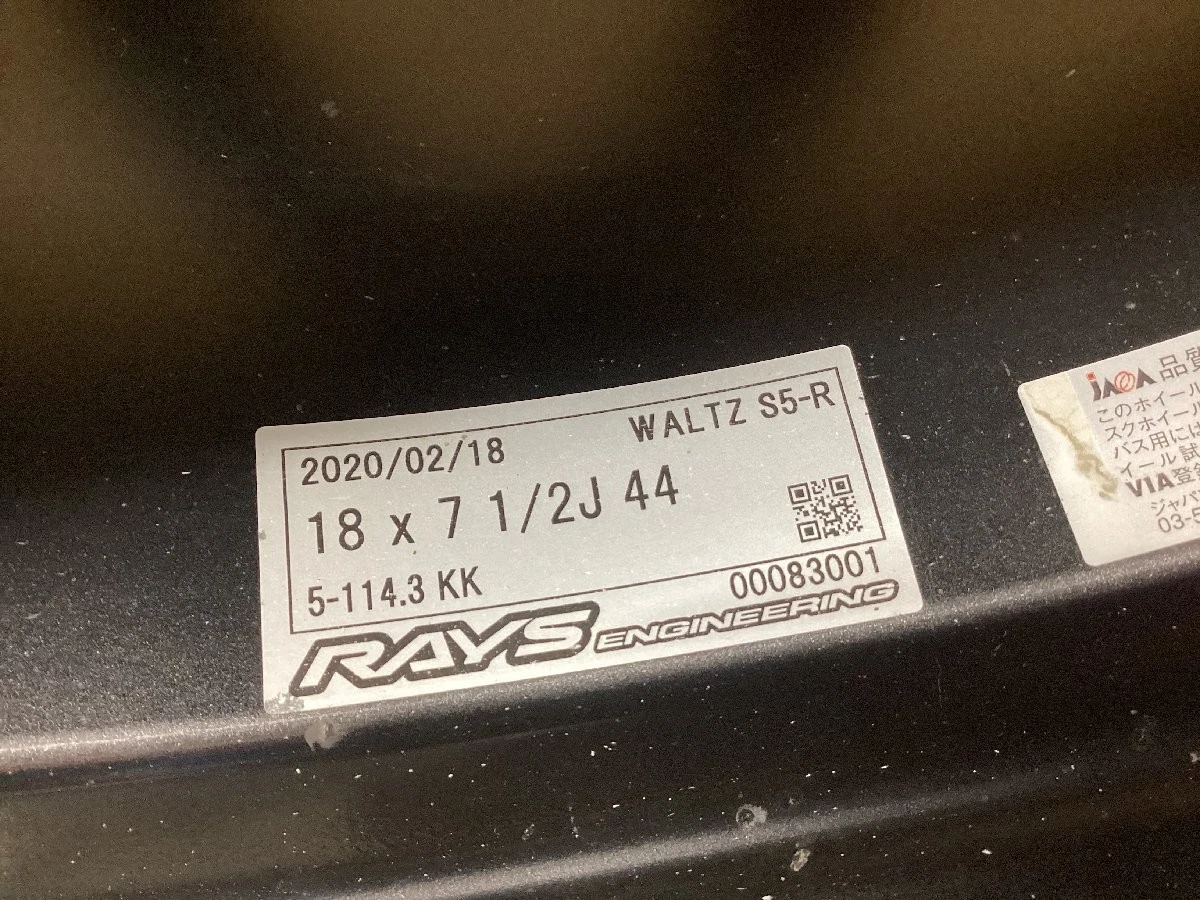 2020/02/18 WALTZ S5-R
18 x 7 1/2J 44
5-114.3 KK 00083001
RAYS ENGINEERING
JAWA 品質
このホイール
スクホイール
バス用には
イール試
VIA登
ジャパ
03-